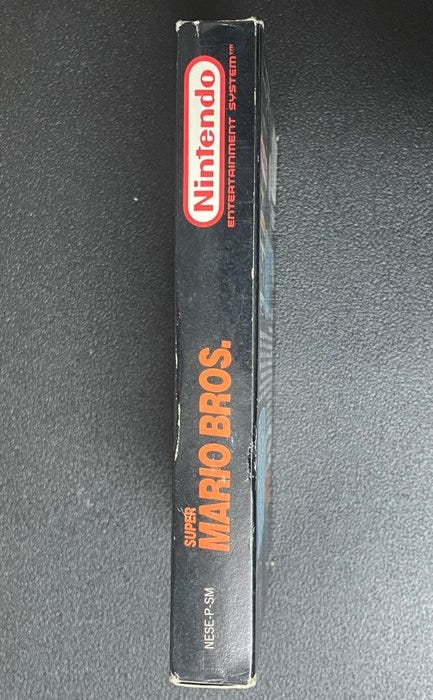 Nintendo
ENTERTAINMENT SYSTEM™
SUPER
MARIO BROS.
NESE-P-SM